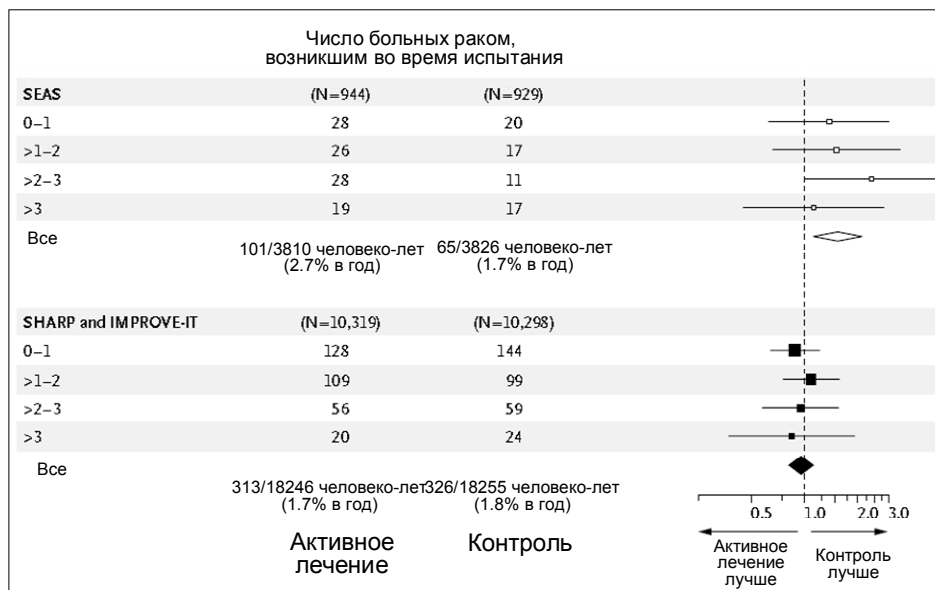 Число больных раком,
возникшим во время испытания
SEAS (N=944) (N=929)
0–1 28 20
>1–2 26 17
>2–3 28 11
>3 19 17
Все
101/3810 человеко-лет 65/3826 человеко-лет
(2.7% в год) (1.7% в год)
SHARP and IMPROVE-IT (N=10,319) (N=10,298)
0–1 128 144
>1–2 109 99
>2–3 56 59
>3 20 24
Все
313/18246 человеко-лет 326/18255 человеко-лет
(1.7% в год) (1.8% в год)
0.5 1.0 2.0 3.0
Активное лечение
Контроль
Активное лечение лучше
Контроль лучше